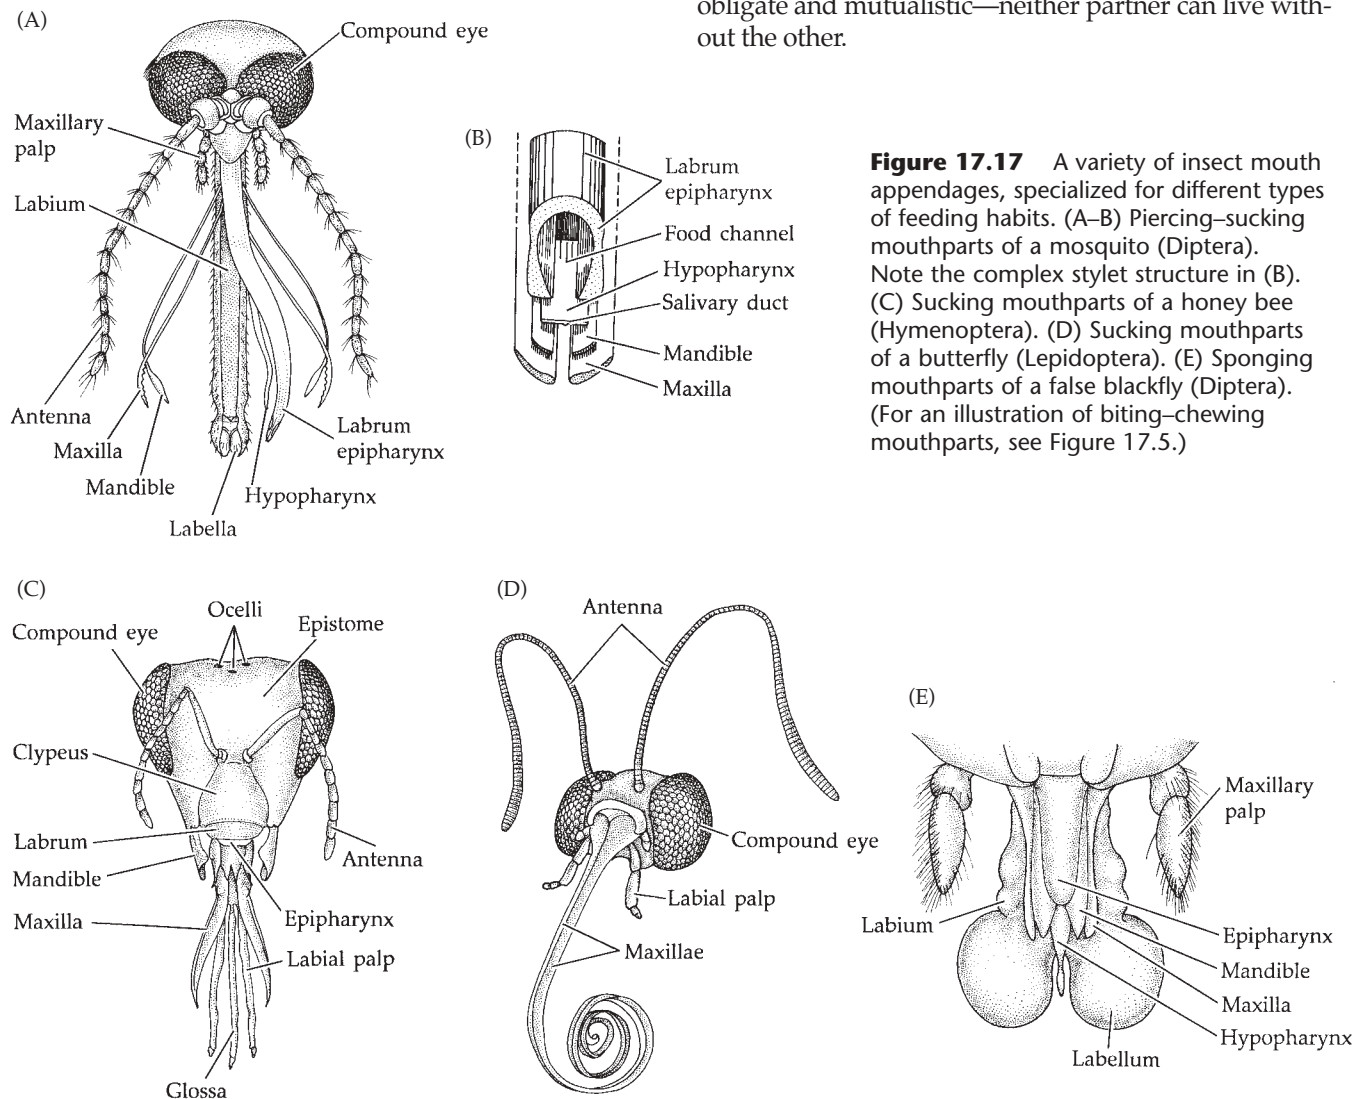 obligate and mutualistic—neither partner can live with-
out the other.
(A)
Compound eye
Maxillary
palp
Labium
Antenna
Maxilla
Mandible
Labella
Hypopharynx
Labrum
epipharynx
(B)
Labrum
epipharynx
Food channel
Hypopharynx
Salivary duct
Mandible
Maxilla
Figure 17.17 A variety of insect mouth
appendages, specialized for different types
of feeding habits. (A–B) Piercing–sucking
mouthparts of a mosquito (Diptera).
Note the complex stylet structure in (B).
(C) Sucking mouthparts of a honey bee
(Hymenoptera). (D) Sucking mouthparts
of a butterfly (Lepidoptera). (E) Sponging
mouthparts of a false blackfly (Diptera).
(For an illustration of biting–chewing
mouthparts, see Figure 17.5.)
(C)
Ocelli
Compound eye
Epistome
Clypeus
Labrum
Mandible
Maxilla
Antenna
Epipharynx
Labial palp
Glossa
(D)
Antenna
Compound eye
Labial palp
Maxillae
(E)
Maxillary
palp
Labium
Epipharynx
Mandible
Maxilla
Hypopharynx
Labellum